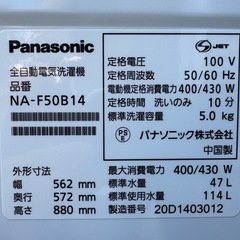 Panasonic
全自動電気洗濯機
品番
NA-F50B14
JET
定格電圧 100 V
定格周波数 50/60 Hz
電動機定格消費電力 400/430 W
定格時間 洗いのみ 10分
標準洗濯容量 5.0 kg
PS
E
パナソニック株式会社
中国製
外形寸法
幅 562 mm
奥行 572 mm
高さ 880 mm
最大消費電力 400/430 W
標準水量 47 L
標準使用水量 114 L
製造番号 20D1403012